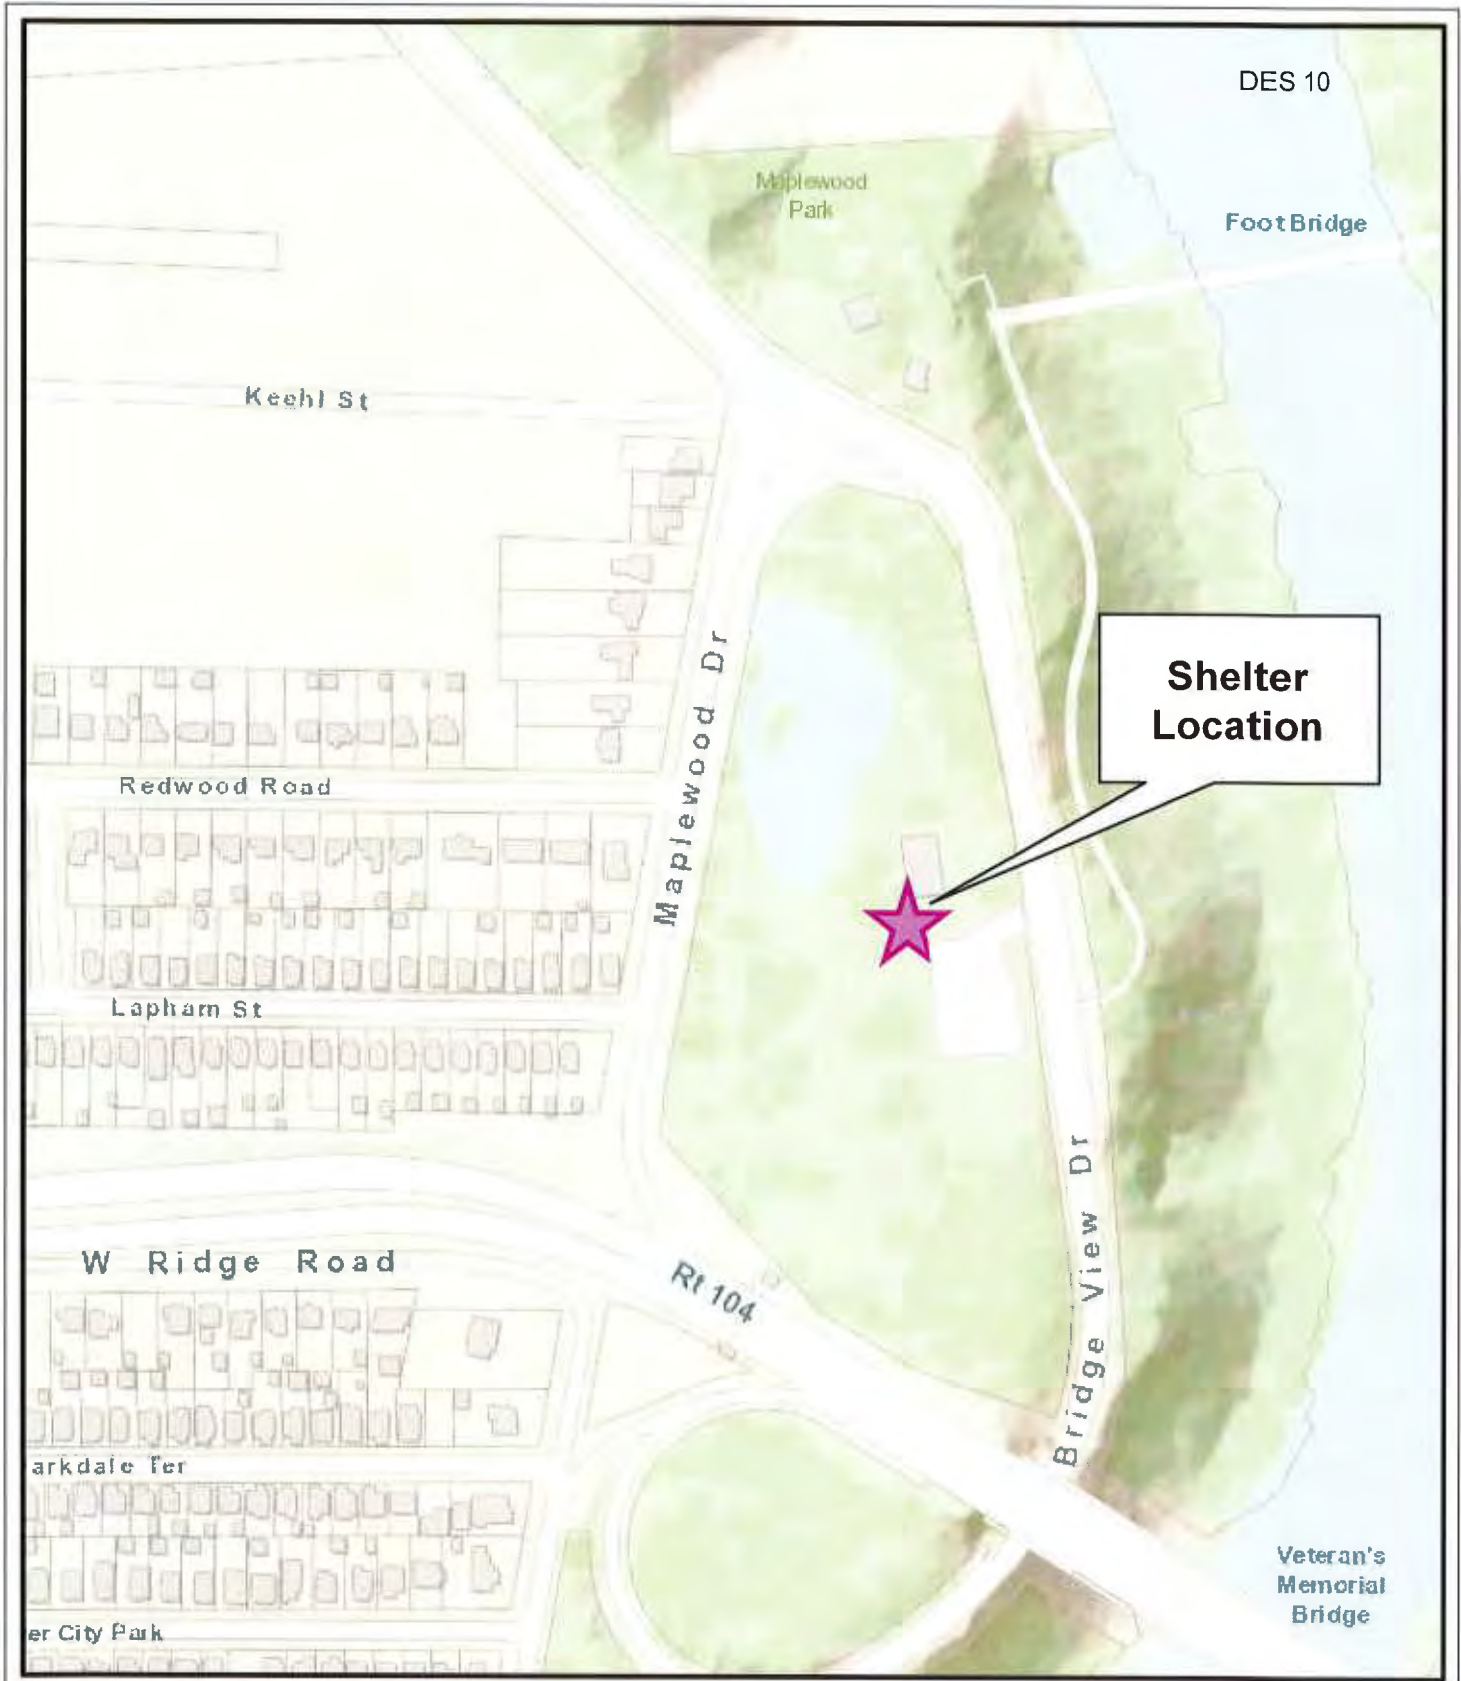 DES 10
Maplewood
Park
Foot Bridge
Keehl St
Maplewood Dr
Shelter
Location
Redwood Road
Lapham St
W Ridge Road
Rt 104
Bridge View Dr
arkdale Ter
Veteran's
Memorial
Bridge
er City Park